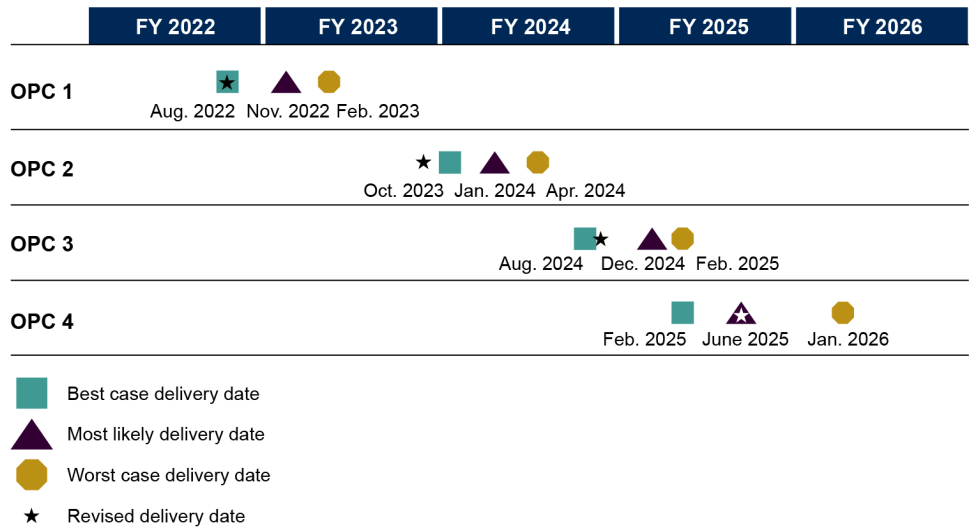 FY 2022 FY 2023 FY 2024 FY 2025 FY 2026
OPC 1
Aug. 2022 Nov. 2022 Feb. 2023
OPC 2
Oct. 2023 Jan. 2024 Apr. 2024
OPC 3
Aug. 2024 Dec. 2024 Feb. 2025
OPC 4
Feb. 2025 June 2025 Jan. 2026
Best case delivery date
Most likely delivery date
Worst case delivery date
Revised delivery date